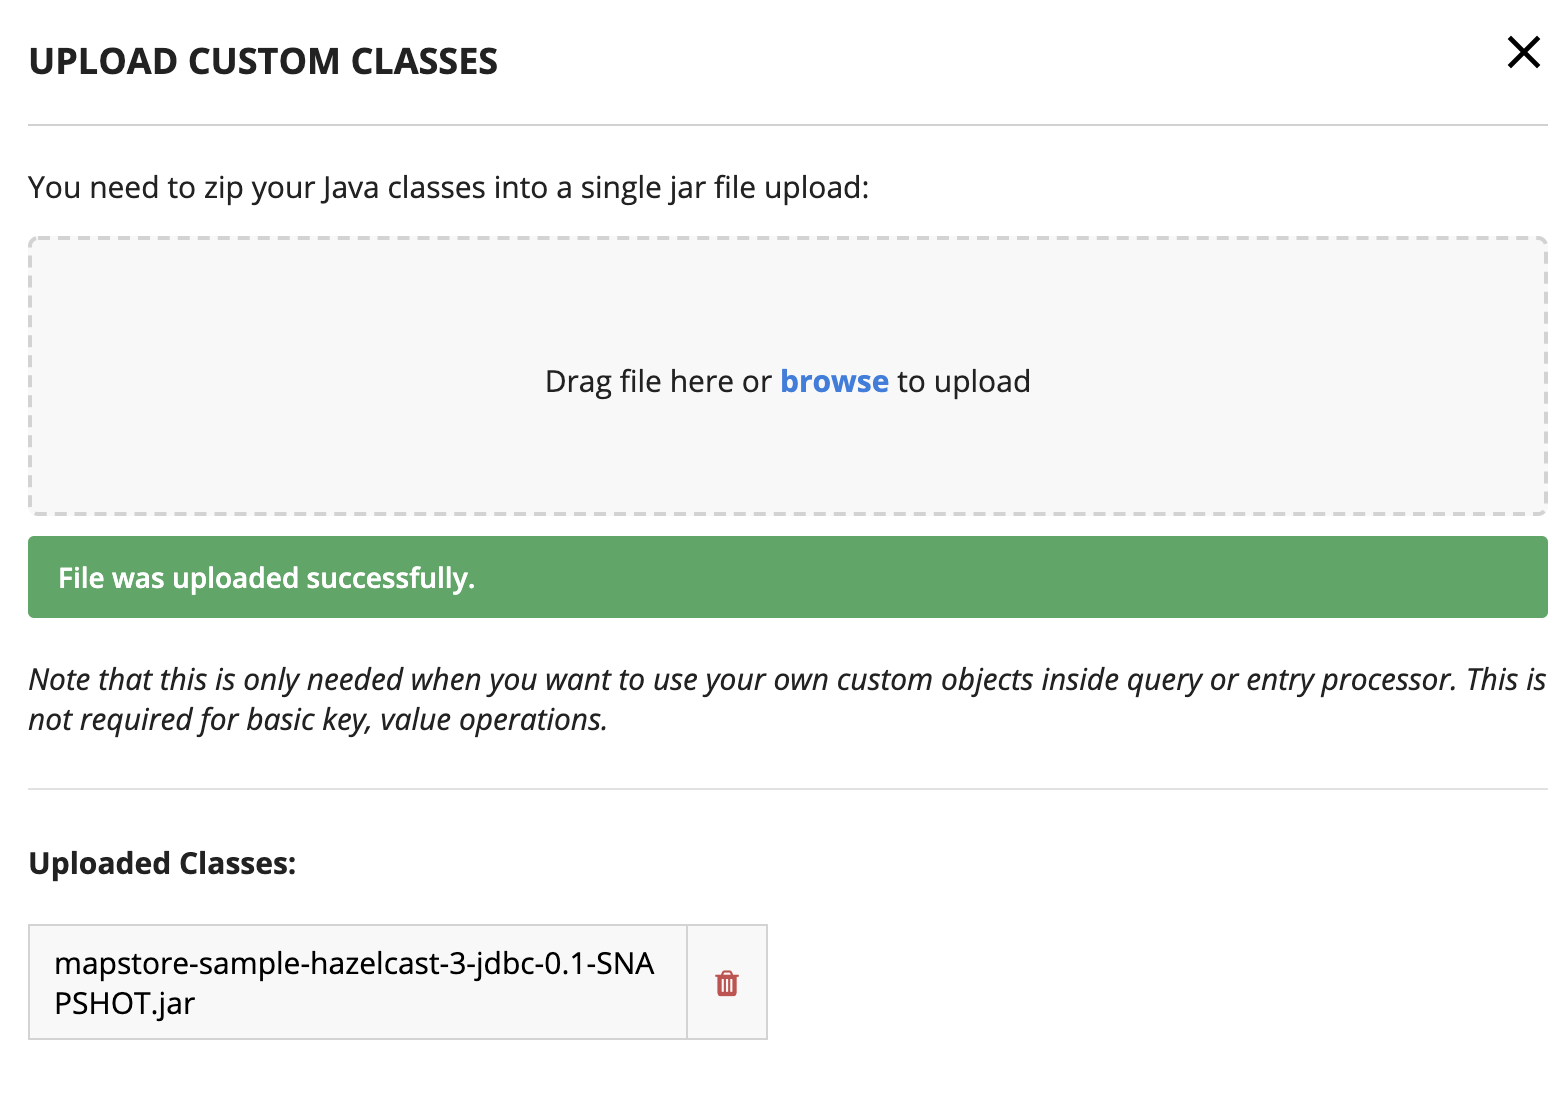 UPLOAD CUSTOM CLASSES
You need to zip your Java classes into a single jar file upload:
Drag file here or browse to upload
File was uploaded successfully.
Note that this is only needed when you want to use your own custom objects inside query or entry processor. This is
not required for basic key, value operations.
Uploaded Classes:
mapstore-sample-hazelcast-3-jdbc-0.1-SNA
PSHOT.jar